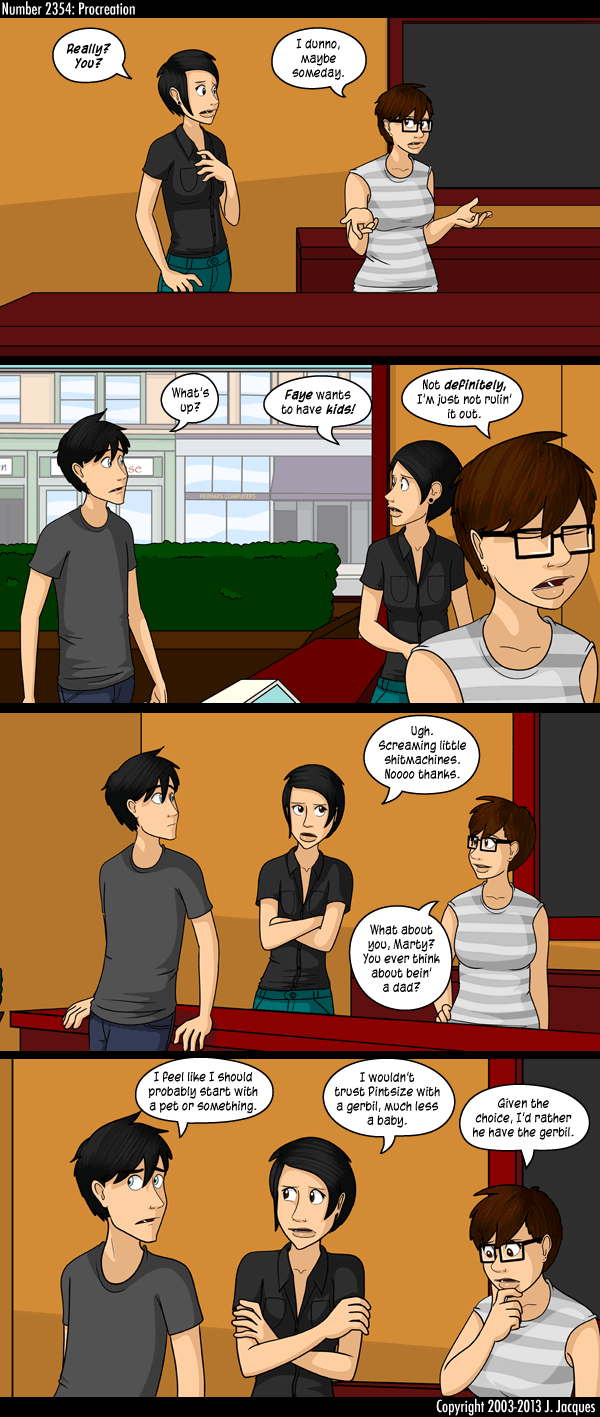 Number 2354: Procreation
Really?
You?
I dunno,
maybe
someday.
What's
up?
Faye wants
to have kids!
Not definitely,
I'm just not rulin'
it out.
PERHAPS COMPUTERS
Ugh.
Screaming little
shitmachines.
Noooo thanks.
What about
you, Marty?
You ever think
about bein'
a dad?
I feel like I should
probably start with
a pet or something.
I wouldn't
trust Pintsize with
a gerbil, much less
a baby.
Given the
choice, I'd rather
he have the gerbil.
Copyright 2003-2013 J. Jacques